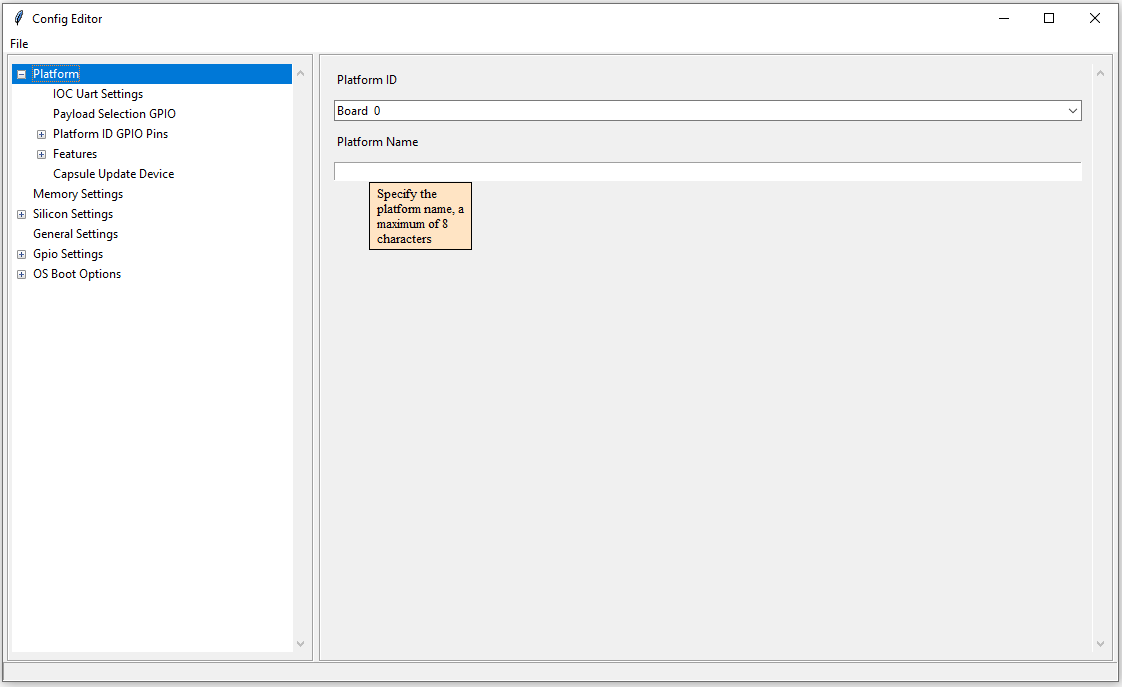 Config Editor
File
Platform
IOC Uart Settings
Payload Selection GPIO
Platform ID GPIO Pins
Features
Capsule Update Device
Memory Settings
Silicon Settings
General Settings
Gpio Settings
OS Boot Options
Platform ID
Board 0
Platform Name
Specify the
platform name, a
maximum of 8
characters